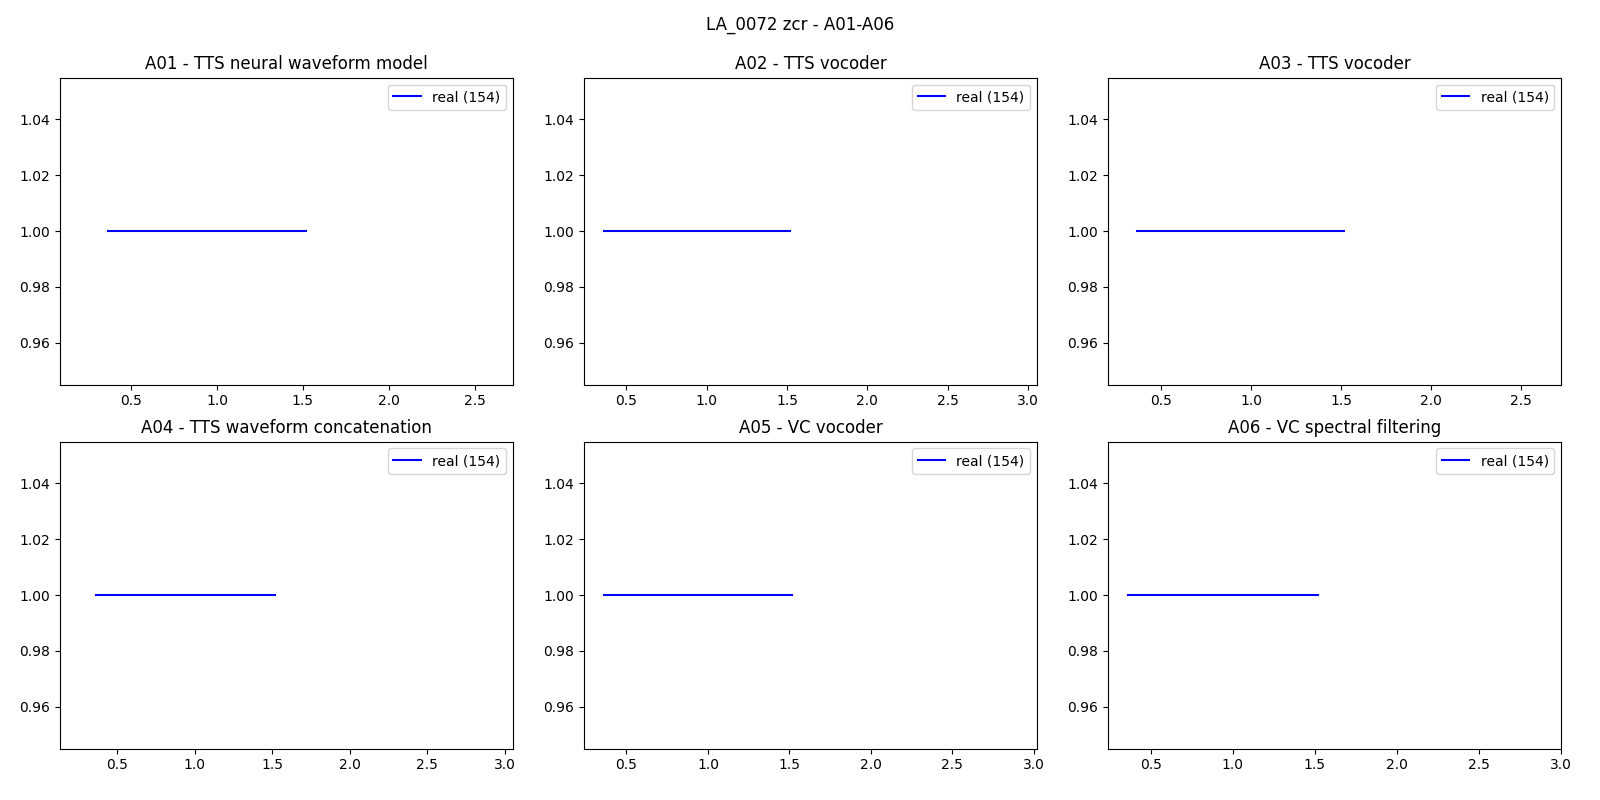 LA_0072 zcr - A01-A06
A01 - TTS neural waveform model
real (154)
1.04
1.02
1.00
0.98
0.96
0.5 1.0 1.5 2.0 2.5
A02 - TTS vocoder
real (154)
1.04
1.02
1.00
0.98
0.96
0.5 1.0 1.5 2.0 2.5 3.0
A03 - TTS vocoder
real (154)
1.04
1.02
1.00
0.98
0.96
0.5 1.0 1.5 2.0 2.5
A04 - TTS waveform concatenation
real (154)
1.04
1.02
1.00
0.98
0.96
0.5 1.0 1.5 2.0 2.5 3.0
A05 - VC vocoder
real (154)
1.04
1.02
1.00
0.98
0.96
0.5 1.0 1.5 2.0 2.5 3.0
A06 - VC spectral filtering
real (154)
1.04
1.02
1.00
0.98
0.96
0.5 1.0 1.5 2.0 2.5 3.0